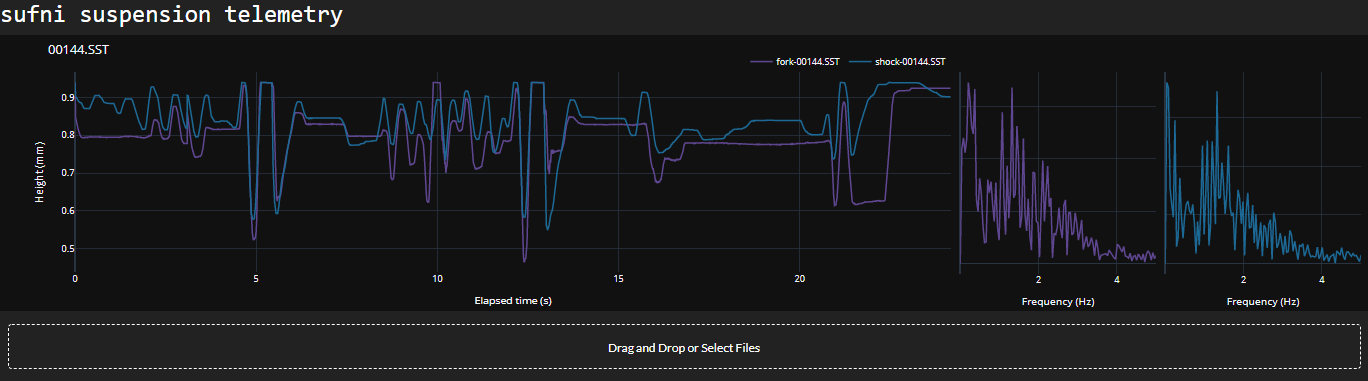 sufni suspension telemetry
00144.SST
fork-00144.SST shock-00144.SST
0.9
0.8
0.7
0.6
0.5
Height (mm)
0 5 10 15 20
Elapsed time (s)
2 4
Frequency (Hz)
2 4
Frequency (Hz)
Drag and Drop or Select Files